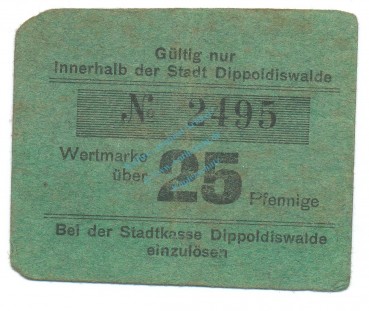 Gültig nur
innerhalb der Stadt Dippoldiswalde
№ 2495
Wertmarke
über 25 Pfennige
Bei der Stadtkasse Dippoldiswalde
einzulösen